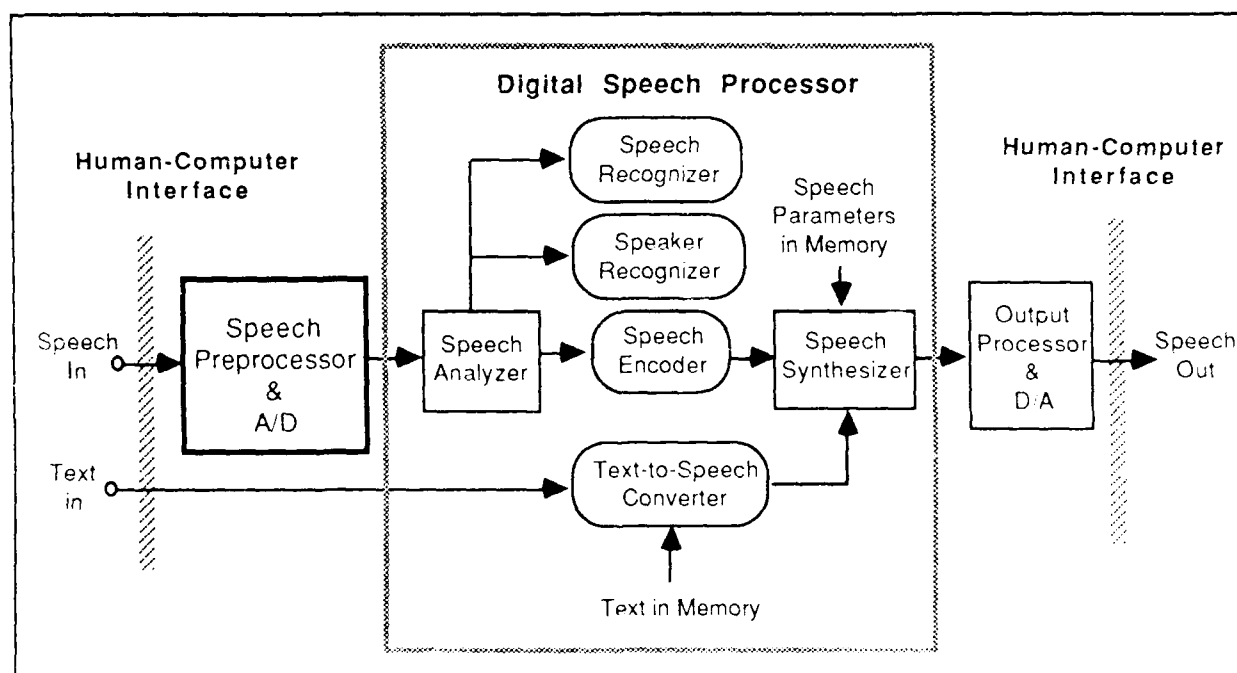 Digital Speech Processor
Human-Computer
Interface
Speech
Recognizer
Speaker
Recognizer
Speech
Parameters
in Memory
Human-Computer
Interface
Speech
In
Speech
Preprocessor
&
A/D
Speech
Analyzer
Speech
Encoder
Speech
Synthesizer
Output
Processor
&
D/A
Speech
Out
Text
in
Text-to-Speech
Converter
Text in Memory